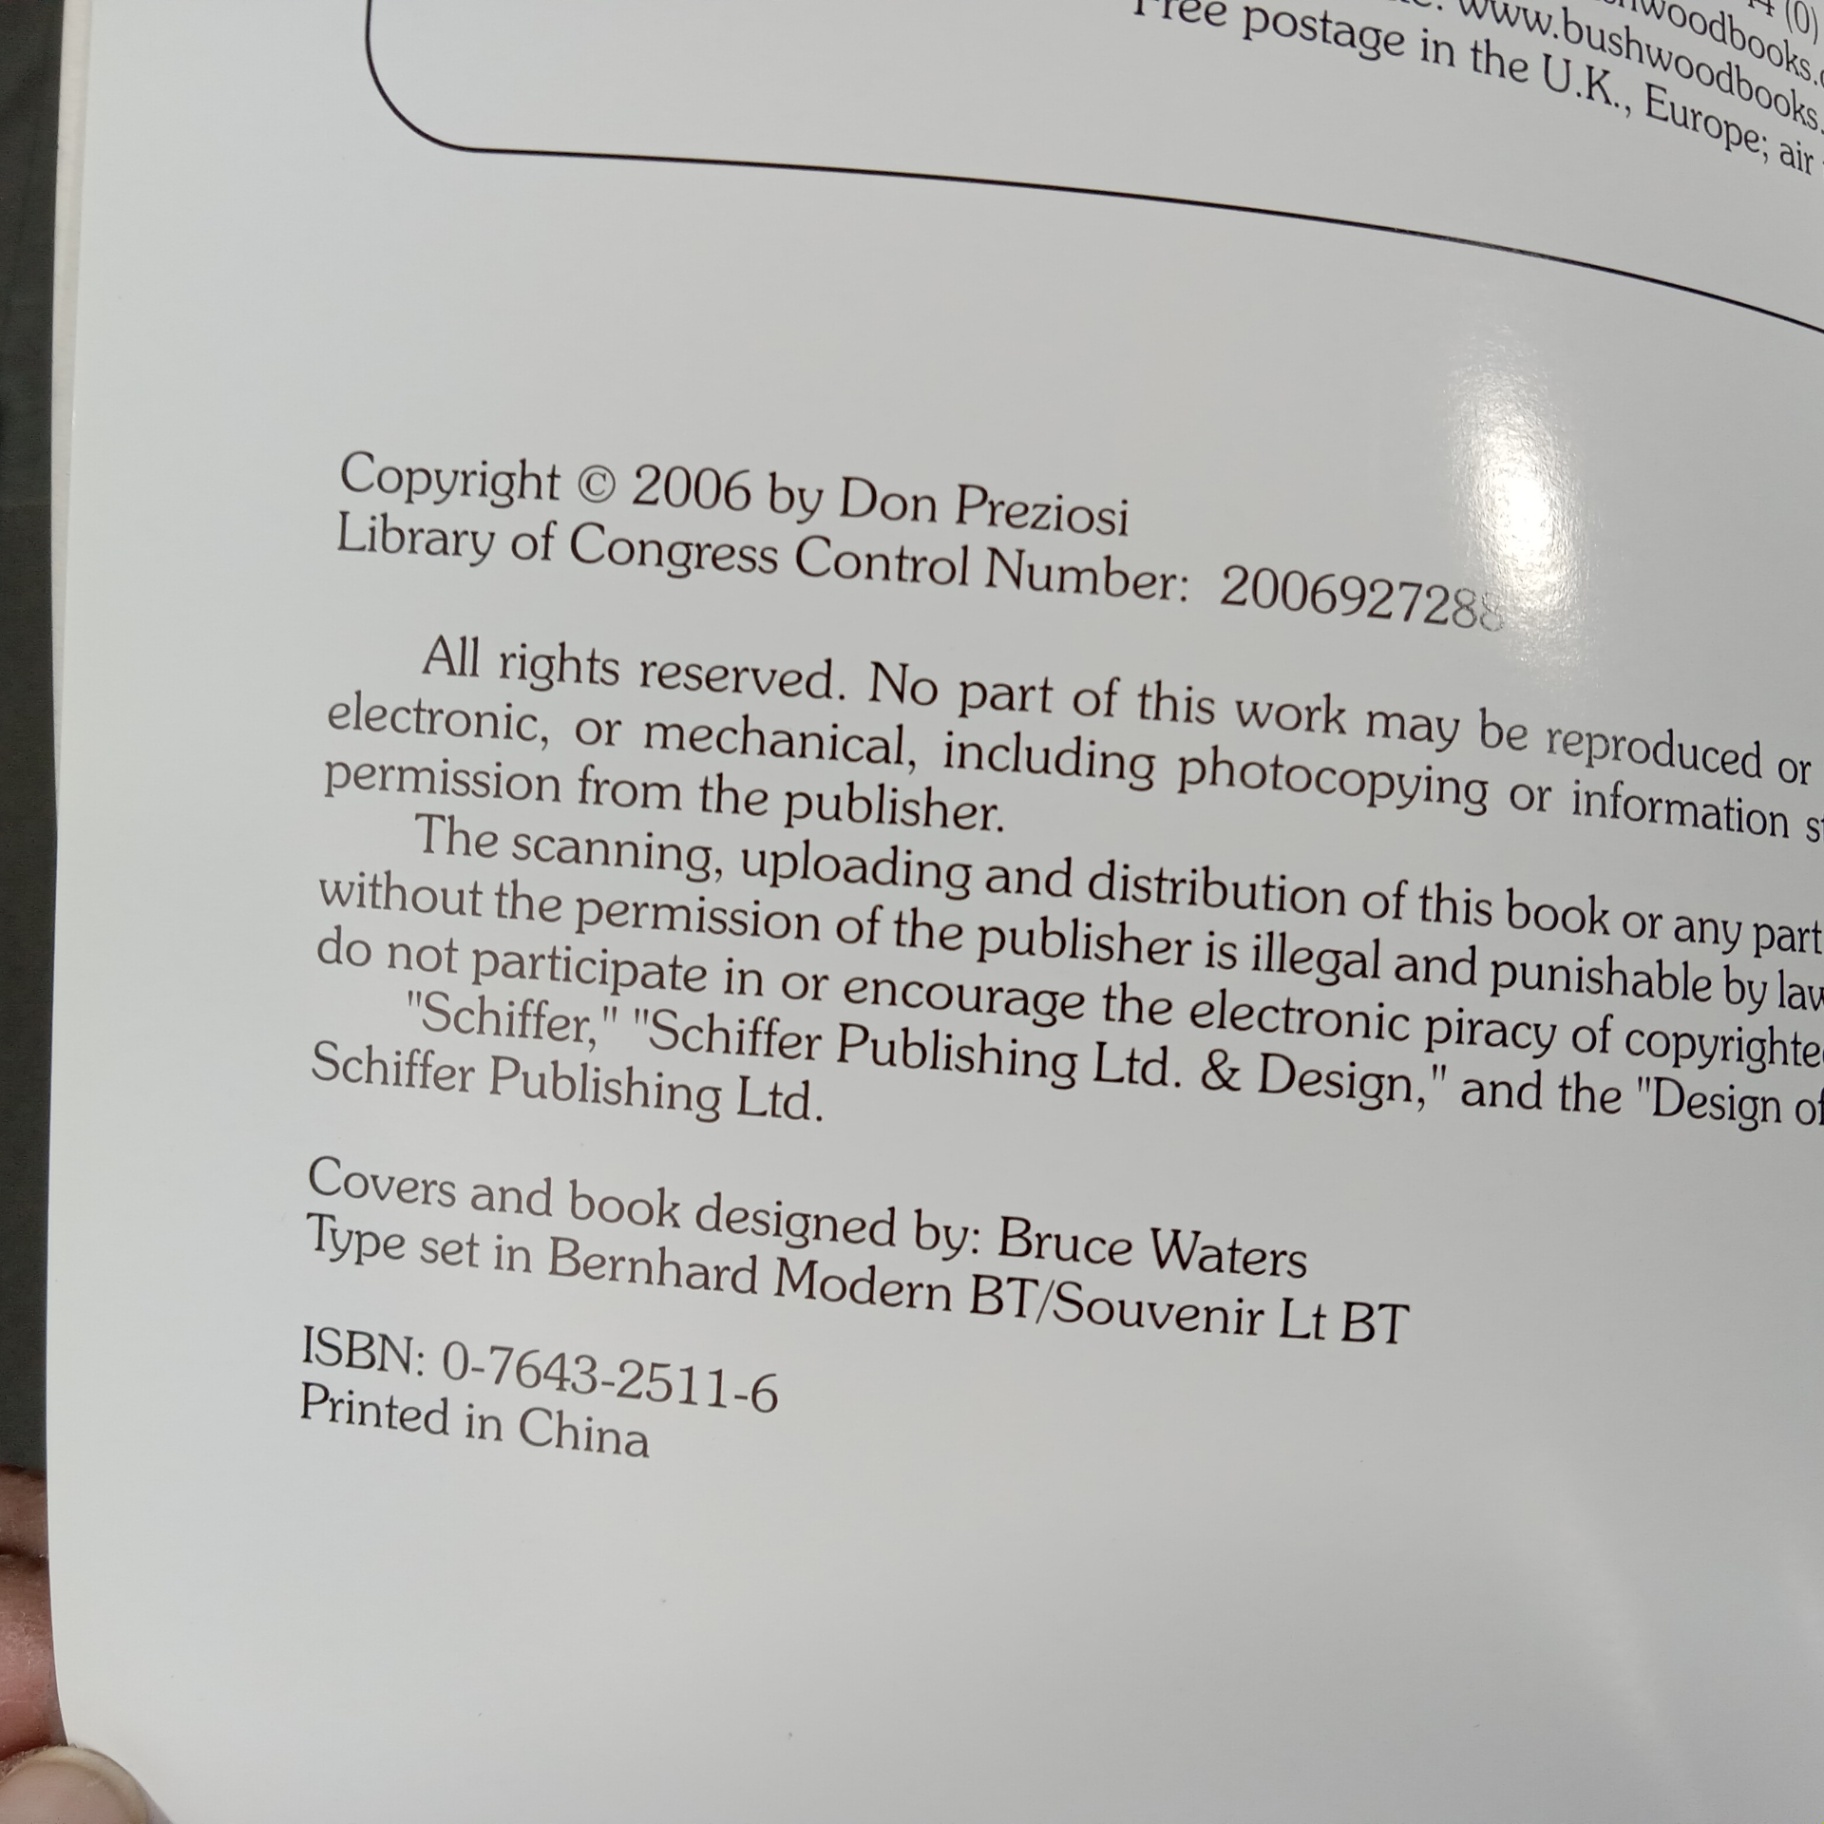 (0)
www.bushwoodbooks.
Free postage in the U.K., Europe; air
Copyright © 2006 by Don Preziosi
Library of Congress Control Number: 2006927288
All rights reserved. No part of this work may be reproduced or
electronic, or mechanical, including photocopying or information
permission from the publisher.
The scanning, uploading and distribution of this book or any part
without the permission of the publisher is illegal and punishable by
do not participate in or encourage the electronic piracy of
"Schiffer," "Schiffer Publishing Ltd. & Design," and the "Design of
Schiffer Publishing Ltd.
Covers and book designed by: Bruce Waters
Type set in Bernhard Modern BT/Souvenir Lt BT
ISBN: 0-7643-2511-6
Printed in China